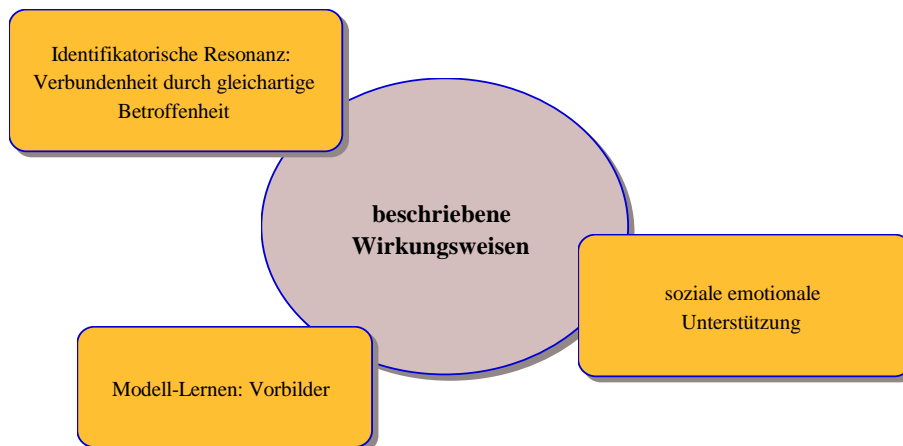 Identifikatorische Resonanz:
Verbundenheit durch gleichartige
Betroffenheit
beschriebene
Wirkungsweisen
soziale emotionale
Unterstützung
Modell-Lernen: Vorbilder